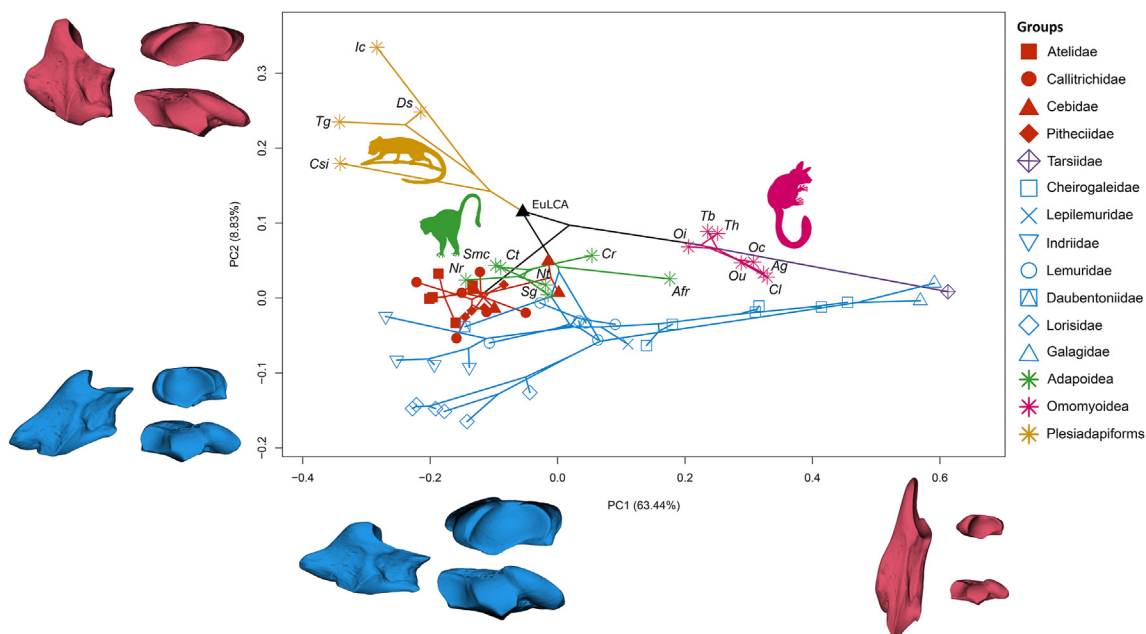 Groups
Atelidae
Callitrichidae
Cebidae
Pitheciidae
Tarsiidae
Cheirogaleidae
Lepilemuridae
Indriidae
Lemuridae
Daubentoniidae
Lorisidae
Galagidae
Adapoidea
Omomyoidea
Plesiadapiforms
PC2 (8.83%)
0.3
0.2
0.1
0.0
−0.1
−0.2
Ic
Ds
Tg
Csi
EuLCA
Tb
Th
Oi
Oc
Ou
Ag
Cl
Smc
Ct
Cr
Nr
Nt
Sg
Afr
−0.4
−0.2
0.0
0.2
0.4
0.6
PC1 (63.44%)